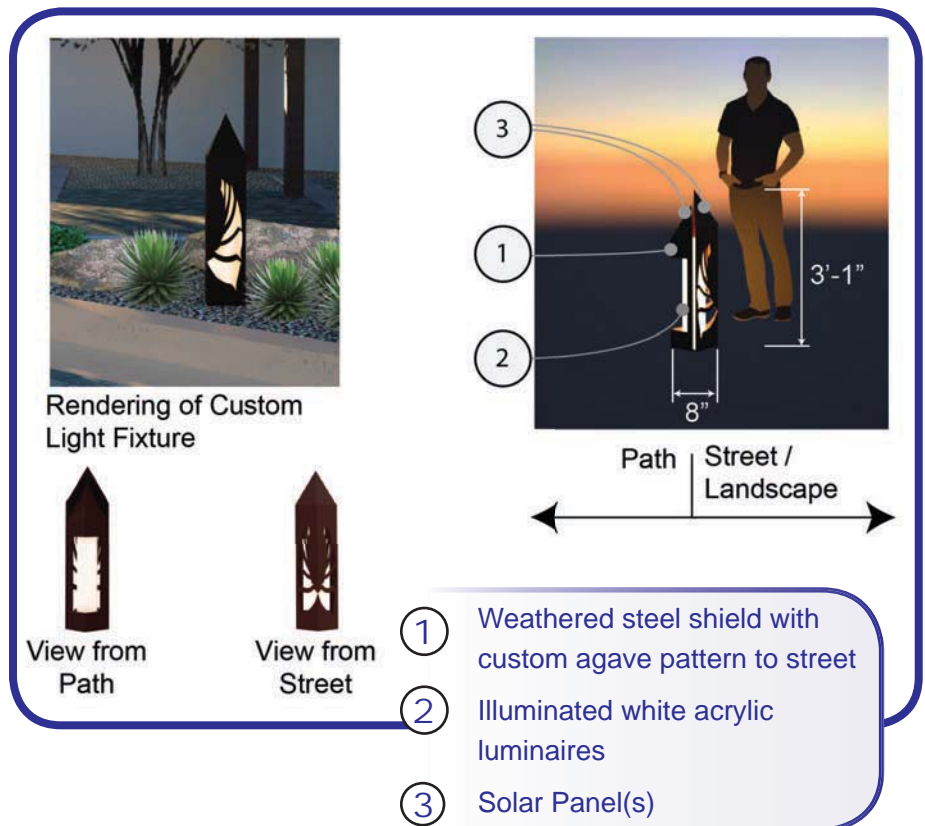 3
1
2
3’-1”
8”
Rendering of Custom
Light Fixture
Path
Street /
Landscape
View from
Path
View from
Street
1
Weathered steel shield with
custom agave pattern to street
2
Illuminated white acrylic
luminaires
3
Solar Panel(s)